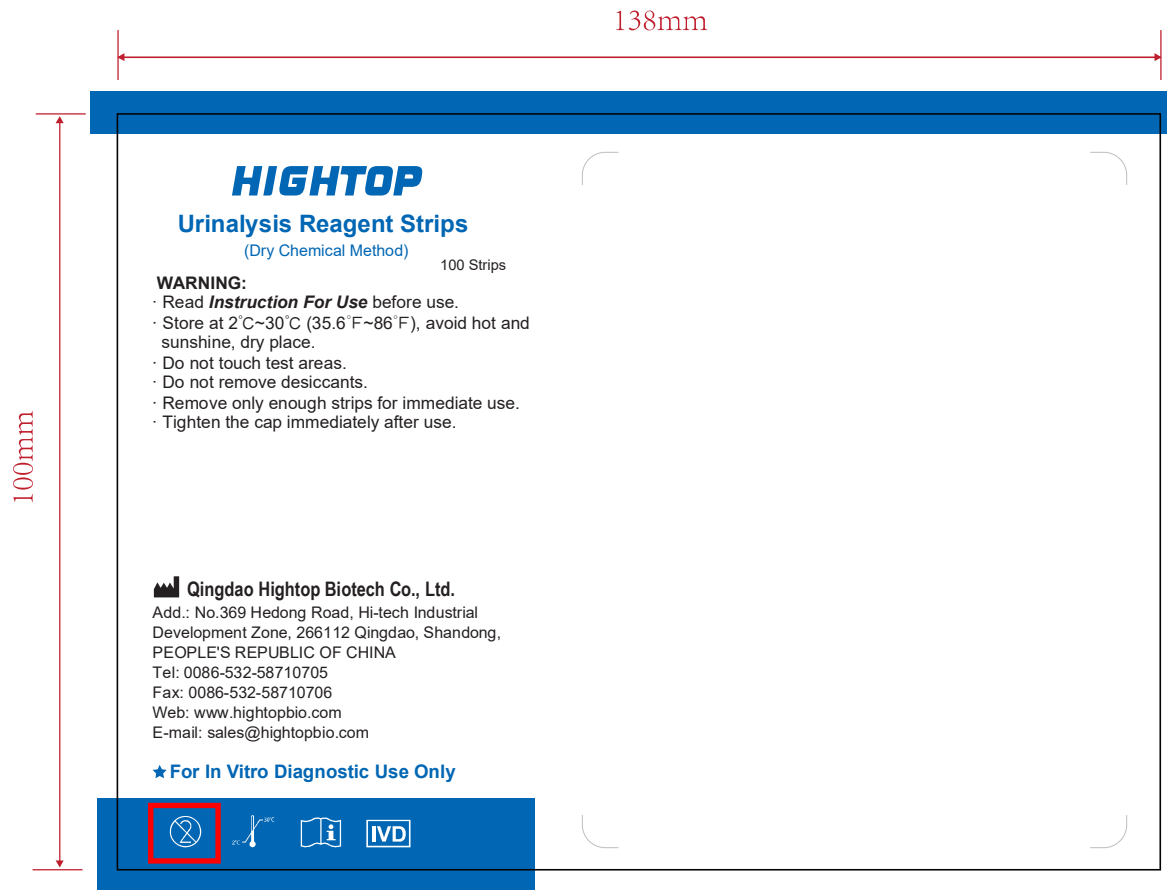 138mm
100mm
HIGHTOP
Urinalysis Reagent Strips
(Dry Chemical Method)
100 Strips
WARNING:
· Read Instruction For Use before use.
· Store at 2°C~30°C (35.6°F~86°F), avoid hot and
sunshine, dry place.
· Do not touch test areas.
· Do not remove desiccants.
· Remove only enough strips for immediate use.
· Tighten the cap immediately after use.
Qingdao Hightop Biotech Co., Ltd.
Add.: No.369 Hedong Road, Hi-tech Industrial
Development Zone, 266112 Qingdao, Shandong,
PEOPLE'S REPUBLIC OF CHINA
Tel: 0086-532-58710705
Fax: 0086-532-58710706
Web: www.hightopbio.com
E-mail: sales@hightopbio.com
★For In Vitro Diagnostic Use Only
2 2°C 30°C i IVD